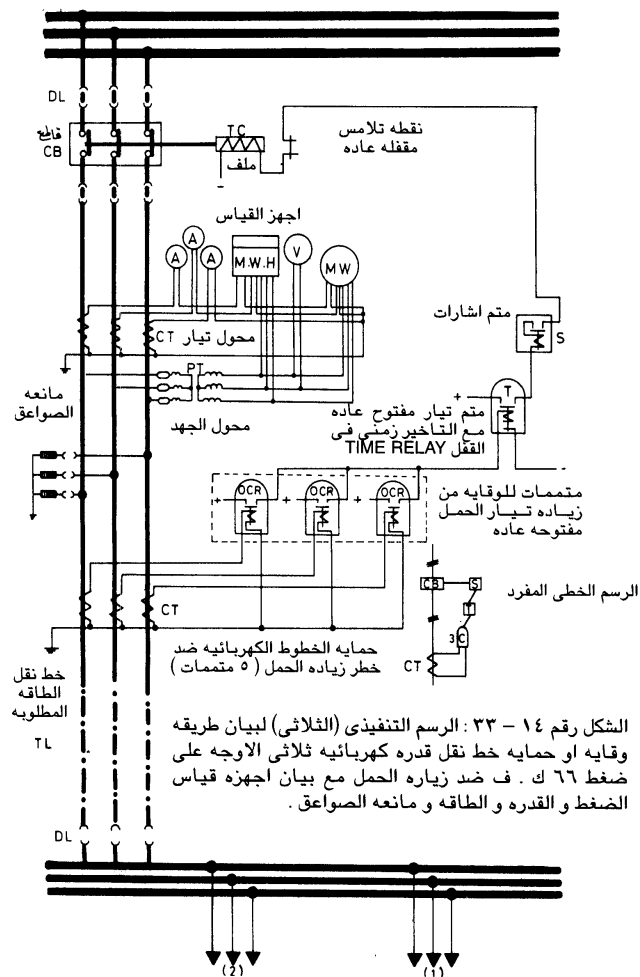 DL
قاطع
CB
TC
ملف
–
نقطه تلامس
مقفله عاده
اجهز القياس
A
A
A
M.W.H
V
MW
محول تيار CT
PT
محول الجهد
مانعه
الصواعق
متم اشارات
S
+
T
–
متم تيار مفتوح عاده
مع التاخير زمنى فى
القفل TIME RELAY
+
OCR
+
OCR
+
OCR
متممات للوقايه من
زياده تيار الحمل
مفتوحه عاده
CT
الرسم الخطى المفرد
CB
S
T
3 C
CT
حمايه الخطوط الكهربائيه ضد
خطر زياده الحمل ( ٥ متممات )
خط نقل
الطاقه
المطلوبه
TL
الشكل رقم ١٤ – ٣٣ : الرسم التنفيذى (الثلاثى) لبيان طريقه
وقايه او حمايه خط نقل قدره كهربائيه ثلاثى الاوجه على
ضغط ٦٦ ك . ف ضد زياره الحمل مع بيان اجهزه قياس
الضغط و القدره و الطاقه و مانعه الصواعق .
DL
(2)
(1)